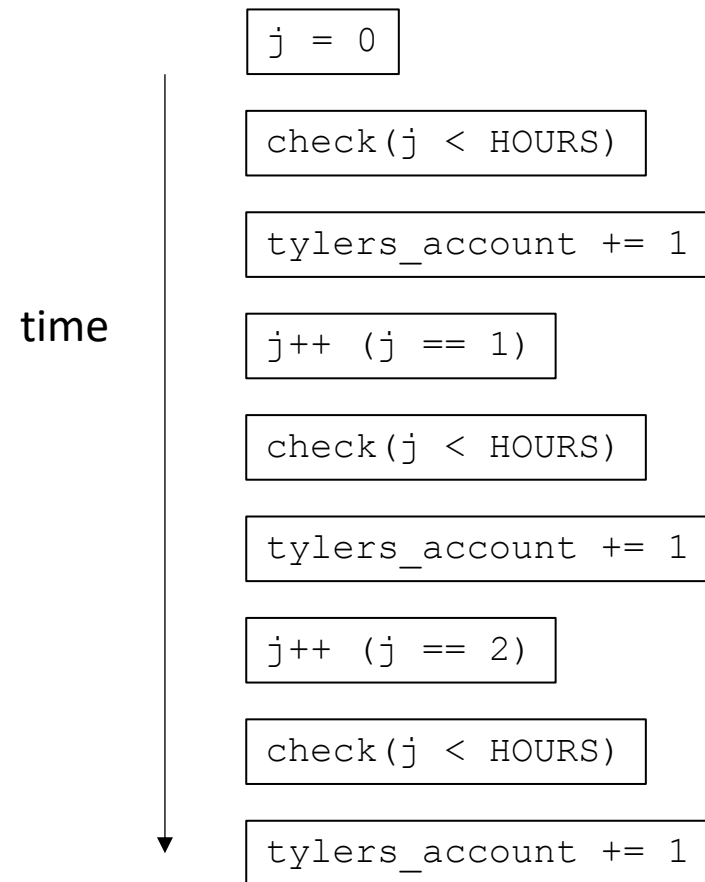 j = 0
check(j < HOURS)
tylers_account += 1
time
j++ (j == 1)
check(j < HOURS)
tylers_account += 1
j++ (j == 2)
check(j < HOURS)
tylers_account += 1